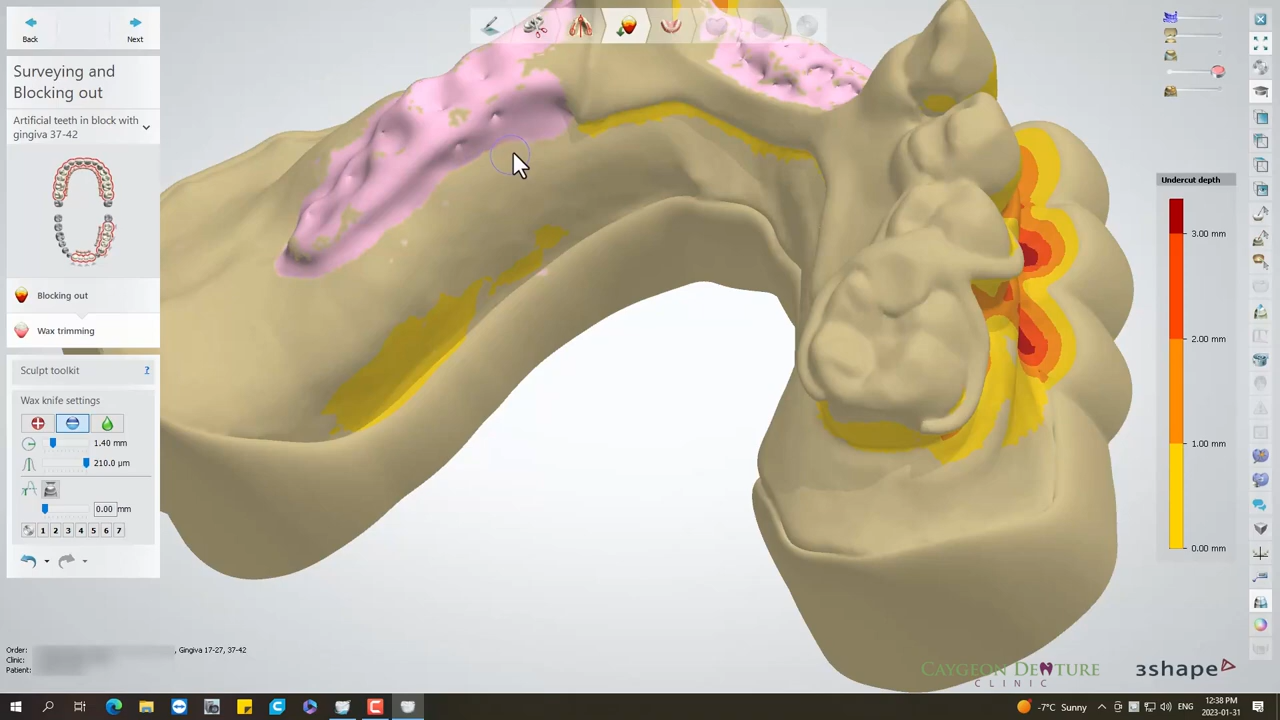 Back
Next
Surveying and
Blocking out
Artificial teeth in block with
gingiva 37-42
Blocking out
Wax trimming
Sculpt toolkit
?
Wax knife settings
1.40 mm
210.0 µm
0.00 mm
1 2 3 4 5 6 7
Order: , Gingiva 17-27, 37-42
Clinic:
Patient:
Undercut depth
3.00 mm
2.00 mm
1.00 mm
0.00 mm
CAYGEON DENTURE
CLINIC
3shape
-7°C Sunny
ENG
12:38 PM
2023-01-31